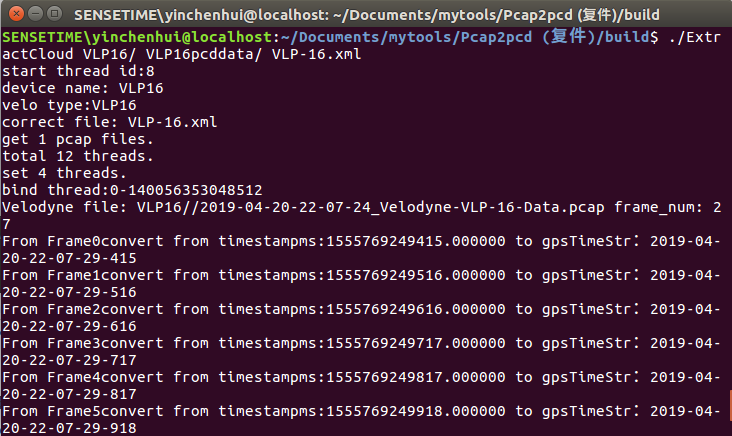 SENSETIME\yinchenhui@localhost: ~/Documents/mytools/Pcap2pcd (复件)/build
SENSETIME\yinchenhui@localhost:~/Documents/mytools/Pcap2pcd (复件)/build$ ./Extr
actCloud VLP16/ VLP16pcddata/ VLP-16.xml
start thread id:8
device name: VLP16
velo type:VLP16
correct file: VLP-16.xml
get 1 pcap files.
total 12 threads.
set 4 threads.
bind thread:0-140056353048512
Velodyne file: VLP16//2019-04-20-22-07-24_Velodyne-VLP-16-Data.pcap frame_num: 2
7
From Frame0convert from timestampms:1555769249415.000000 to gpsTimeStr: 2019-04-
20-22-07-29-415
From Frame1convert from timestampms:1555769249516.000000 to gpsTimeStr: 2019-04-
20-22-07-29-516
From Frame2convert from timestampms:1555769249616.000000 to gpsTimeStr: 2019-04-
20-22-07-29-616
From Frame3convert from timestampms:1555769249717.000000 to gpsTimeStr: 2019-04-
20-22-07-29-717
From Frame4convert from timestampms:1555769249817.000000 to gpsTimeStr: 2019-04-
20-22-07-29-817
From Frame5convert from timestampms:1555769249918.000000 to gpsTimeStr: 2019-04-
20-22-07-29-918